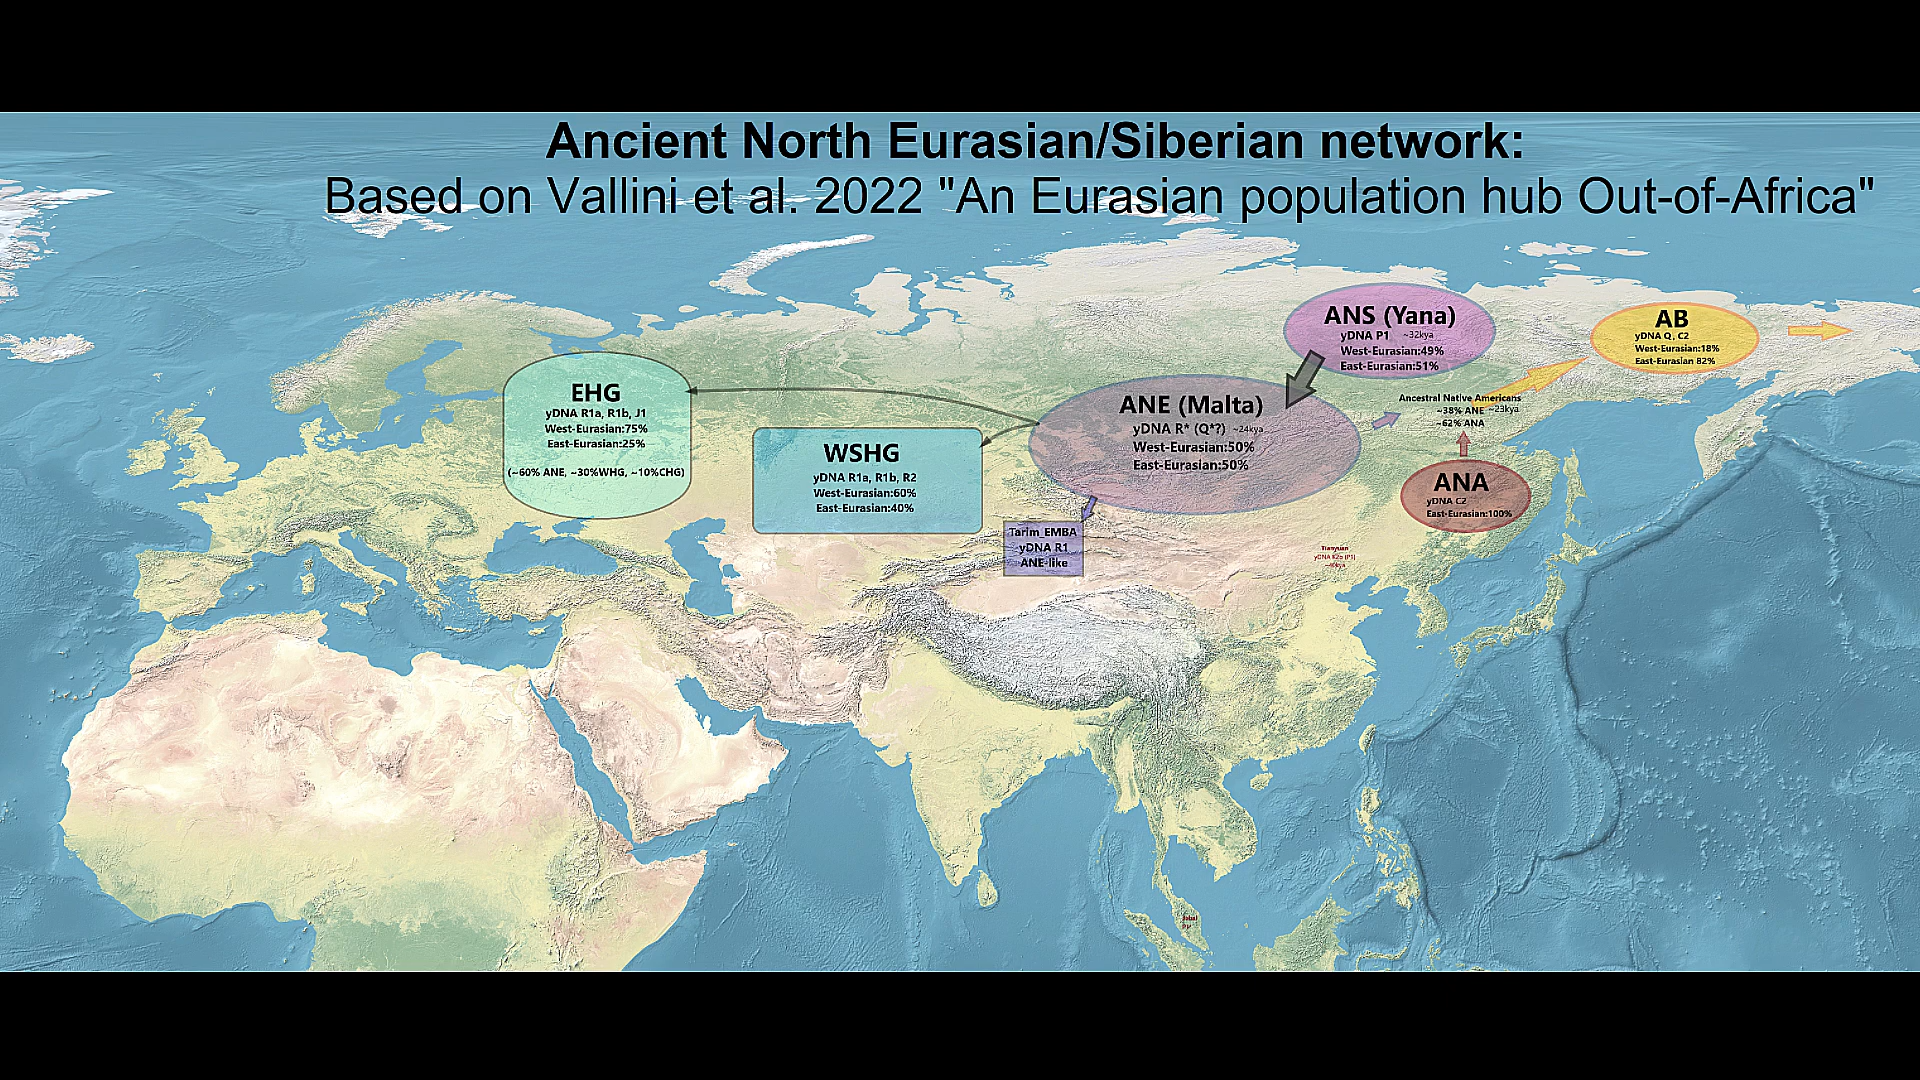 Ancient North Eurasian/Siberian network:
Based on Vallini et al. 2022 "An Eurasian population hub Out-of-Africa"
ANS (Yana)
yDNA P1 ~32kya
West-Eurasian:49%
East-Eurasian:51%
AB
yDNA Q, C2
West-Eurasian:18%
East-Eurasian 82%
EHG
yDNA R1a, R1b, J1
West-Eurasian:75%
East-Eurasian:25%
(~60% ANE, ~30%WHG, ~10%CHG)
WSHG
yDNA R1a, R1b, R2
West-Eurasian:60%
East-Eurasian:40%
ANE (Malta)
yDNA R* (Q*?) ~24kya
West-Eurasian:50%
East-Eurasian:50%
Ancestral Native Americans
~38% ANE ~23kya
~62% ANA
ANA
yDNA C2
East-Eurasian:100%
Tarim_EMBA
yDNA R1
ANE-like
Tianyuan
yDNA K2b (P1)
~40kya